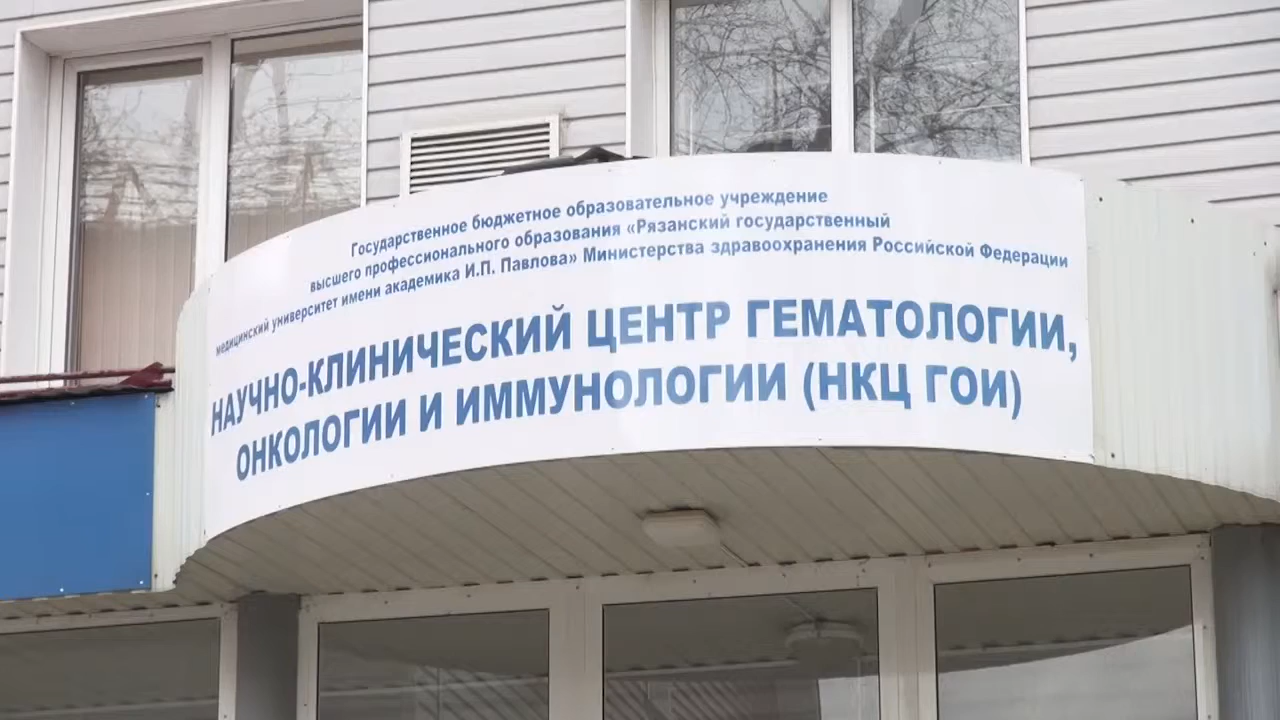 Государственное бюджетное образовательное учреждение
высшего профессионального образования «Рязанский государственный
медицинский университет имени академика И.П. Павлова» Министерства здравоохранения Российской Федерации
НАУЧНО-КЛИНИЧЕСКИЙ ЦЕНТР ГЕМАТОЛОГИИ,
ОНКОЛОГИИ И ИММУНОЛОГИИ (НКЦ ГОИ)